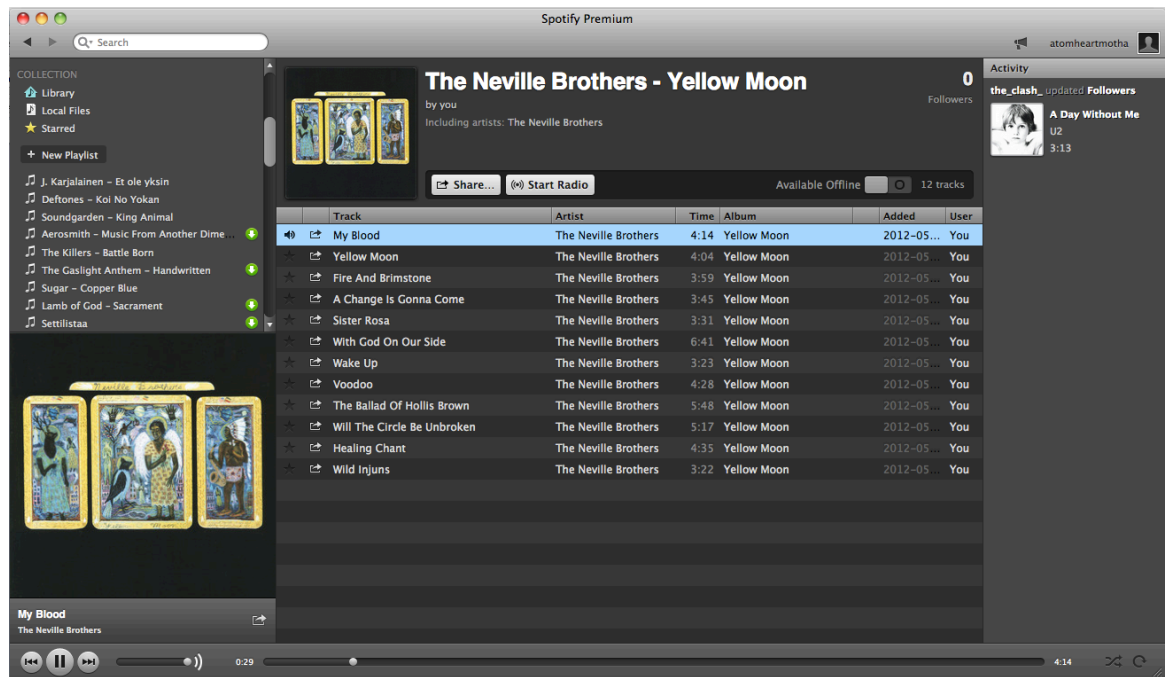 Spotify Premium
Search
atomheartmotha
COLLECTION
Library
Local Files
Starred
+ New Playlist
J. Karjalainen – Et ole yksin
Deftones – Koi No Yokan
Soundgarden – King Animal
Aerosmith – Music From Another Dime...
The Killers – Battle Born
The Gaslight Anthem – Handwritten
Sugar – Copper Blue
Lamb of God – Sacrament
Settilistaa
Neville Brothers
My Blood
The Neville Brothers
The Neville Brothers - Yellow Moon
by you
Including artists: The Neville Brothers
0
Followers
Share...
Start Radio
Available Offline
12 tracks
Track Artist Time Album Added User
My Blood The Neville Brothers 4:14 Yellow Moon 2012-05... You
Yellow Moon The Neville Brothers 4:04 Yellow Moon 2012-05... You
Fire And Brimstone The Neville Brothers 3:59 Yellow Moon 2012-05... You
A Change Is Gonna Come The Neville Brothers 3:45 Yellow Moon 2012-05... You
Sister Rosa The Neville Brothers 3:31 Yellow Moon 2012-05... You
With God On Our Side The Neville Brothers 6:41 Yellow Moon 2012-05... You
Wake Up The Neville Brothers 3:23 Yellow Moon 2012-05... You
Voodoo The Neville Brothers 4:28 Yellow Moon 2012-05... You
The Ballad Of Hollis Brown The Neville Brothers 5:48 Yellow Moon 2012-05... You
Will The Circle Be Unbroken The Neville Brothers 5:17 Yellow Moon 2012-05... You
Healing Chant The Neville Brothers 4:35 Yellow Moon 2012-05... You
Wild Injuns The Neville Brothers 3:22 Yellow Moon 2012-05... You
Activity
the_clash_ updated Followers
A Day Without Me
U2
3:13
0:29
4:14